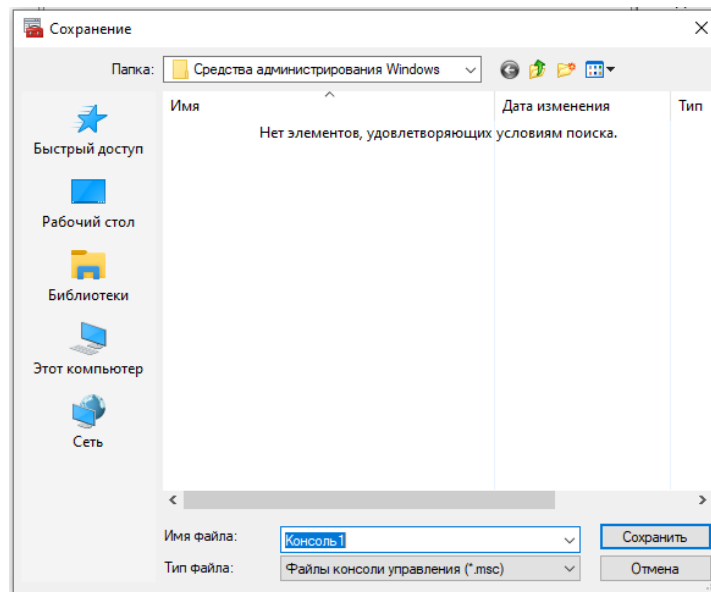 Сохранение
Папка: Средства администрирования Windows
Имя Дата изменения Тип
Нет элементов, удовлетворяющих условиям поиска.
Быстрый доступ
Рабочий стол
Библиотеки
Этот компьютер
Сеть
Имя файла: Консоль1 Сохранить
Тип файла: Файлы консоли управления (*.msc) Отмена